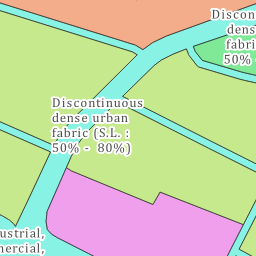 Discon
dens
fabri
50% -
Discontinuous
dense urban
fabric (S.L. :
50% - 80%)
ustrial,
mercial,